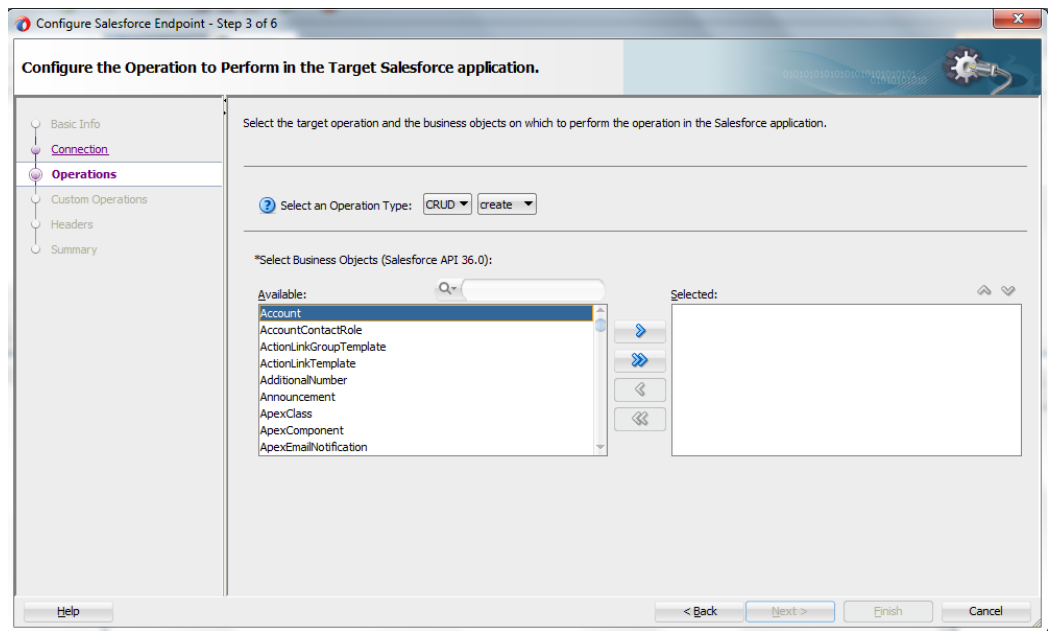 Configure Salesforce Endpoint - Step 3 of 6
Configure the Operation to Perform in the Target Salesforce application.
Basic Info
Connection
Operations
Custom Operations
Headers
Summary
Select the target operation and the business objects on which to perform the operation in the Salesforce application.
Select an Operation Type: CRUD create
*Select Business Objects (Salesforce API 36.0):
Available:
Account
AccountContactRole
ActionLinkGroupTemplate
ActionLinkTemplate
AdditionalNumber
Announcement
ApexClass
ApexComponent
ApexEmailNotification
Selected:
Help
< Back
Next >
Finish
Cancel